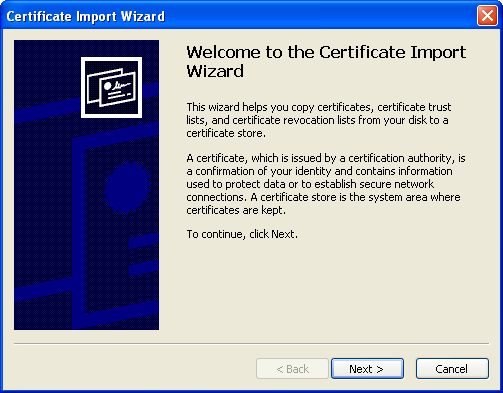 Certificate Import Wizard
Welcome to the Certificate Import
Wizard
This wizard helps you copy certificates, certificate trust
lists, and certificate revocation lists from your disk to a
certificate store.
A certificate, which is issued by a certification authority, is
a confirmation of your identity and contains information
used to protect data or to establish secure network
connections. A certificate store is the system area where
certificates are kept.
To continue, click Next.
< Back
Next >
Cancel